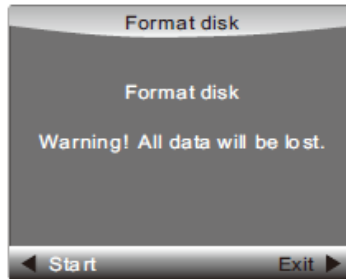 Format disk
Format disk
Warning! All data will be lost.
◀ Start Exit ▶